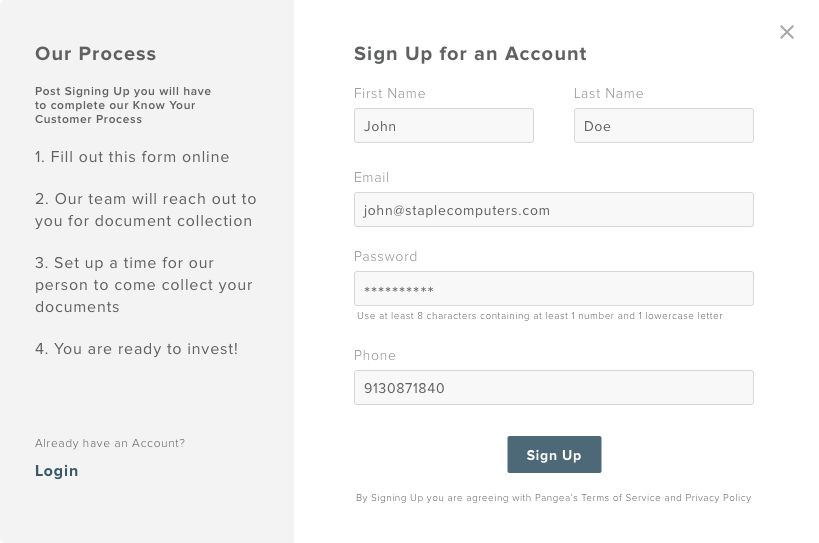 Our Process
Post Signing Up you will have
to complete our Know Your
Customer Process
1. Fill out this form online
2. Our team will reach out to
you for document collection
3. Set up a time for our
person to come collect your
documents
4. You are ready to invest!
Already have an Account?
Login
Sign Up for an Account
First Name
Last Name
John
Doe
Email
john@staplecomputers.com
Password
**********
Use at least 8 characters containing at least 1 number and 1 lowercase letter
Phone
9130871840
Sign Up
By Signing Up you are agreeing with Pangea's Terms of Service and Privacy Policy